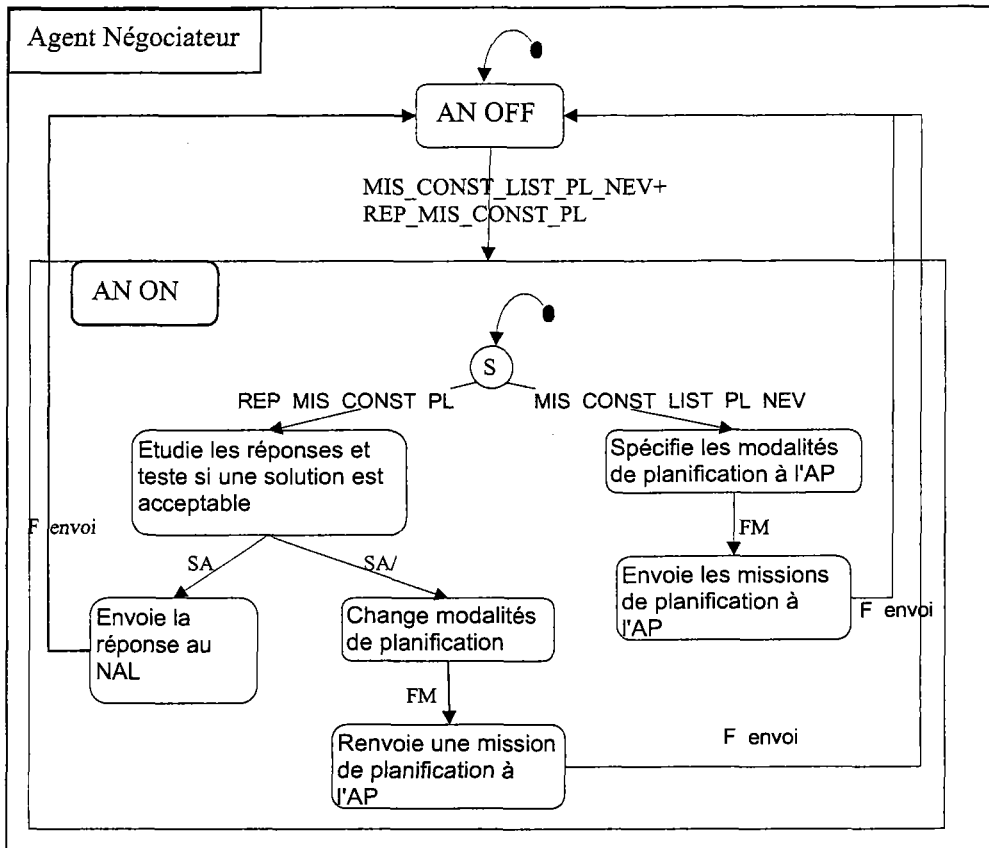 Agent Négociateur
AN OFF
MIS_CONST_LIST_PL_NEV+
REP_MIS_CONST_PL
AN ON
S
REP MIS CONST PL
MIS CONST LIST PL NEV
Etudie les réponses et
teste si une solution est
acceptable
Spécifie les modalités
de planification à l'AP
F envoi
SA
SA/
FM
Envoie la
réponse au
NAL
Change modalités
de planification
Envoie les missions
de planification à
l'AP
F envoi
FM
Renvoie une mission
de planification à
l'AP
F envoi